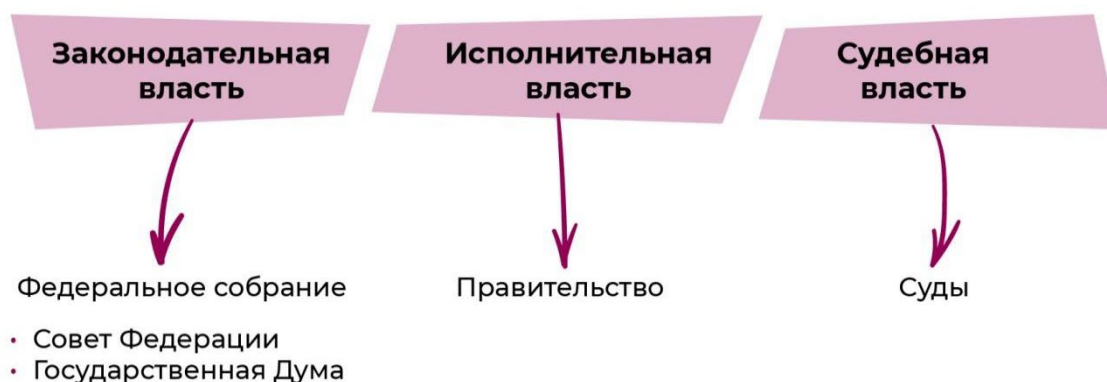 Законодательная
власть
Исполнительная
власть
Судебная
власть
Федеральное собрание
• Совет Федерации
• Государственная Дума
Правительство
Суды